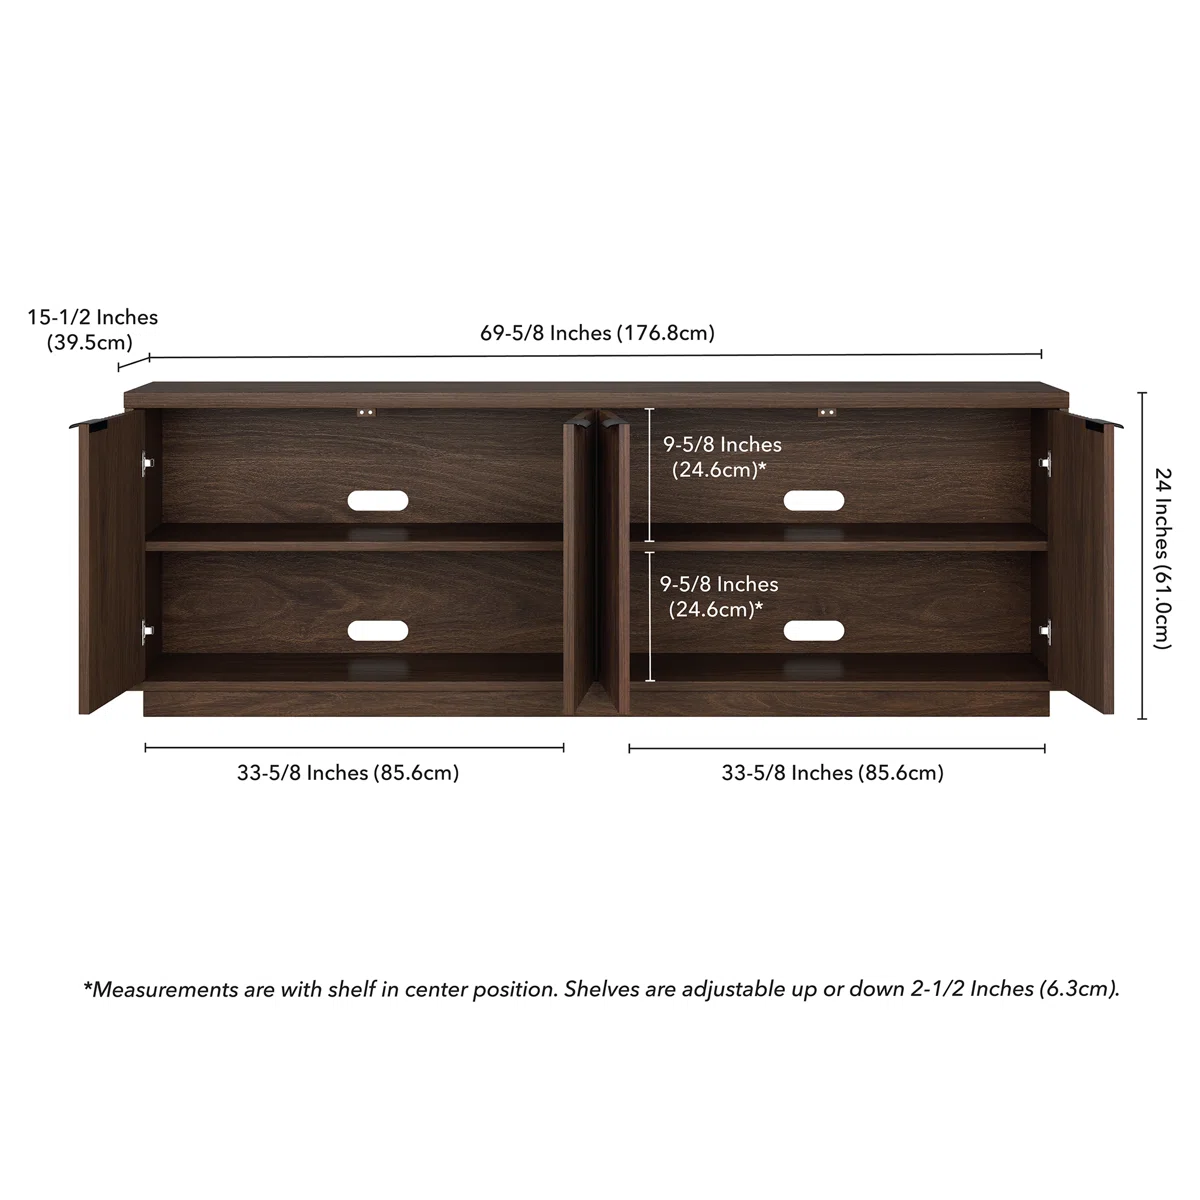 15-1/2 Inches
(39.5cm)
69-5/8 Inches (176.8cm)
9-5/8 Inches
(24.6cm)*
9-5/8 Inches
(24.6cm)*
24 Inches (61.0cm)
33-5/8 Inches (85.6cm)
33-5/8 Inches (85.6cm)
*Measurements are with shelf in center position. Shelves are adjustable up or down 2-1/2 Inches (6.3cm).